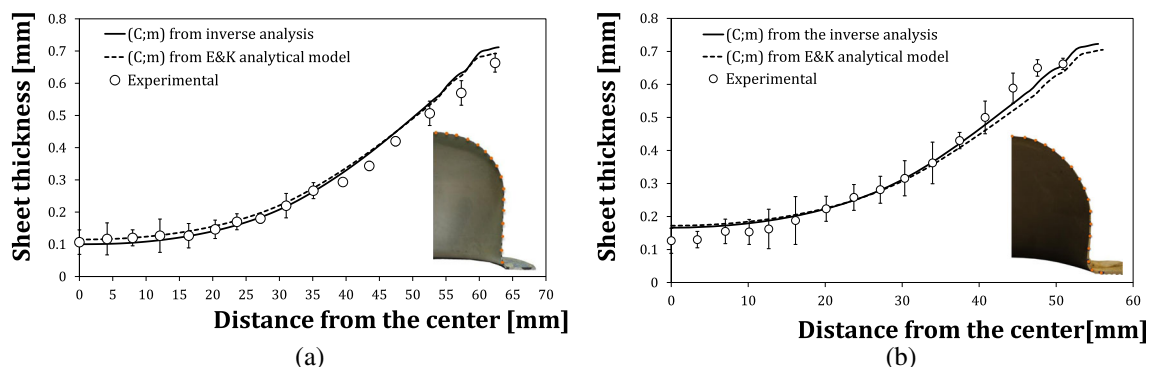 Sheet thickness [mm]
0.8
0.7
0.6
0.5
0.4
0.3
0.2
0.1
0
(C;m) from inverse analysis
(C;m) from E&K analytical model
Experimental
0 5 10 15 20 25 30 35 40 45 50 55 60 65 70
Distance from the center [mm]
(a)
Sheet thickness [mm]
0.8
0.7
0.6
0.5
0.4
0.3
0.2
0.1
0
(C;m) from the inverse analysis
(C;m) from E&K analytical model
Experimental
0 10 20 30 40 50 60
Distance from the center[mm]
(b)